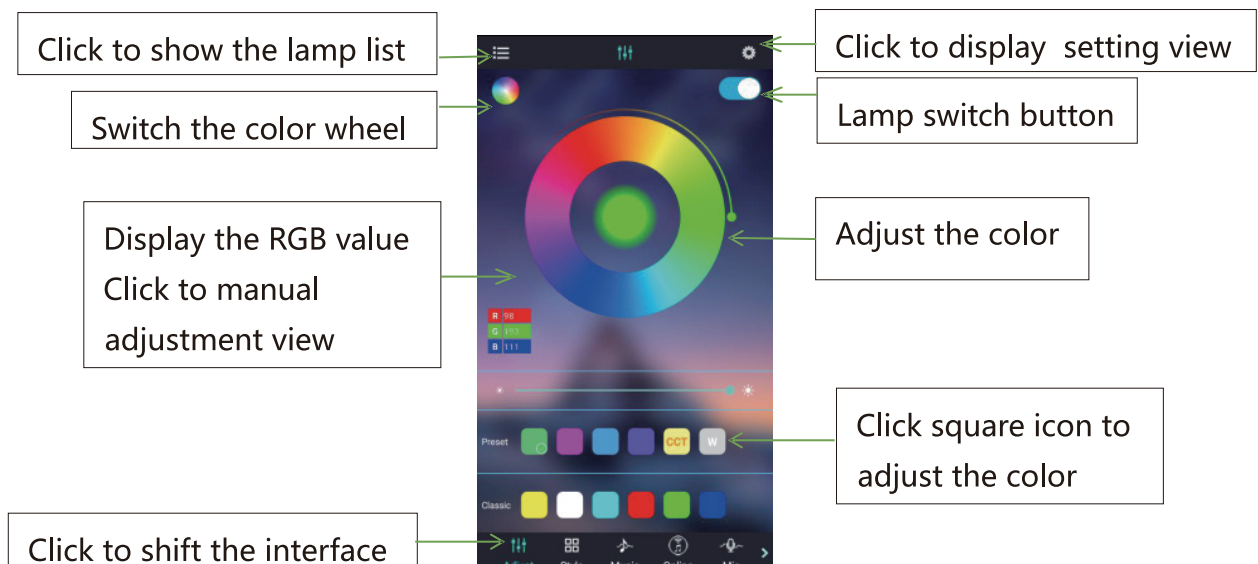 Click to show the lamp list
Click to display setting view
Switch the color wheel
Lamp switch button
Display the RGB value
Click to manual
adjustment view
Adjust the color
R 98
G 193
B 111
Click square icon to
adjust the color
Preset
CCT
W
Classic
Click to shift the interface